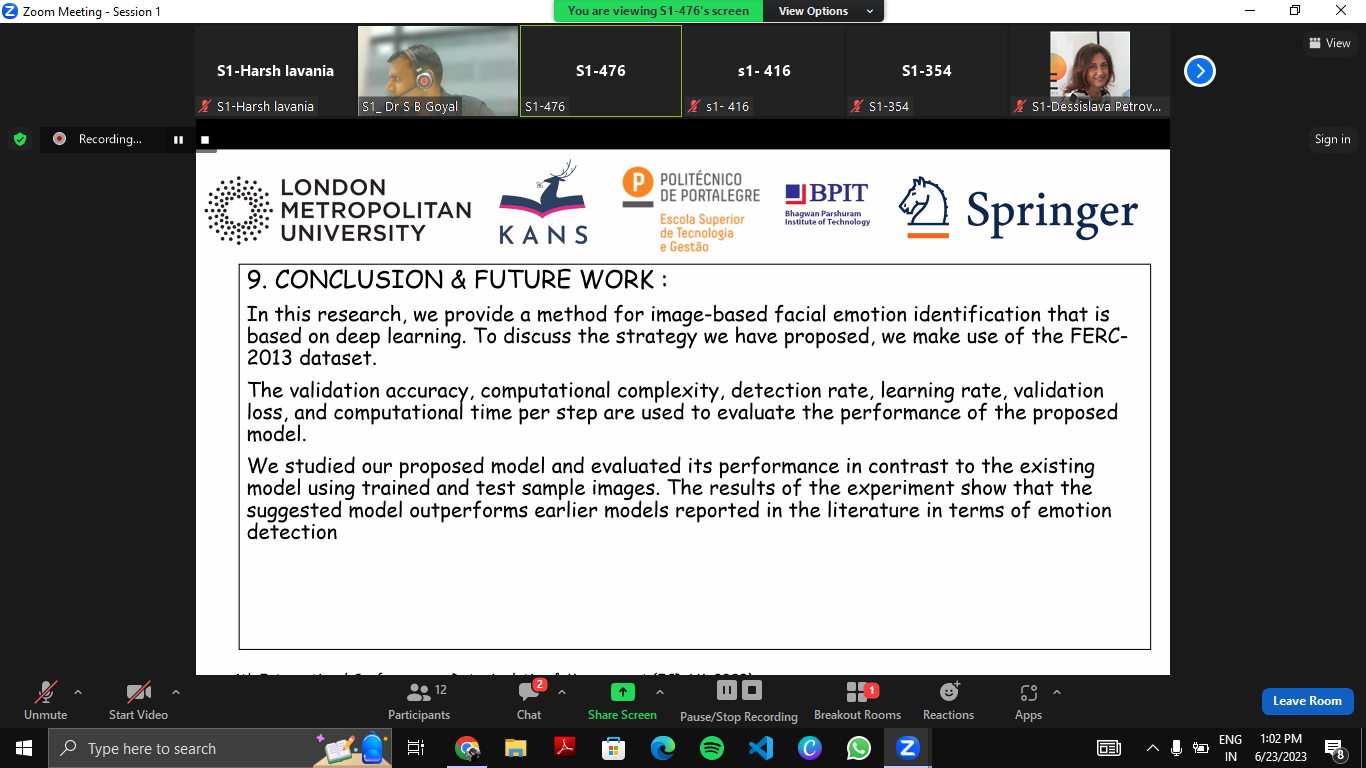 Zoom Meeting - Session 1
You are viewing S1-476's screen
View Options
S1-Harsh lavania
S1-476
s1- 416
S1-354
S1-Harsh lavania
S1_ Dr S B Goyal
S1-476
s1- 416
S1-354
S1-Dessislava Petrov...
View
Recording...
Sign in
LONDON
METROPOLITAN
UNIVERSITY
KANS
P
POLITÉCNICO
DE PORTALEGRE
Escola Superior
de Tecnologia
e Gestão
BPIT
Bhagwan Parshuram
Institute of Technology
Springer
9. CONCLUSION & FUTURE WORK :
In this research, we provide a method for image-based facial emotion identification that is
based on deep learning. To discuss the strategy we have proposed, we make use of the FERC-
2013 dataset.
The validation accuracy, computational complexity, detection rate, learning rate, validation
loss, and computational time per step are used to evaluate the performance of the proposed
model.
We studied our proposed model and evaluated its performance in contrast to the existing
model using trained and test sample images. The results of the experiment show that the
suggested model outperforms earlier models reported in the literature in terms of emotion
detection
Unmute
Start Video
12
Participants
2
Chat
Share Screen
Pause/Stop Recording
1
Breakout Rooms
Reactions
Apps
Leave Room
Type here to search
ENG
IN
1:02 PM
6/23/2023
8